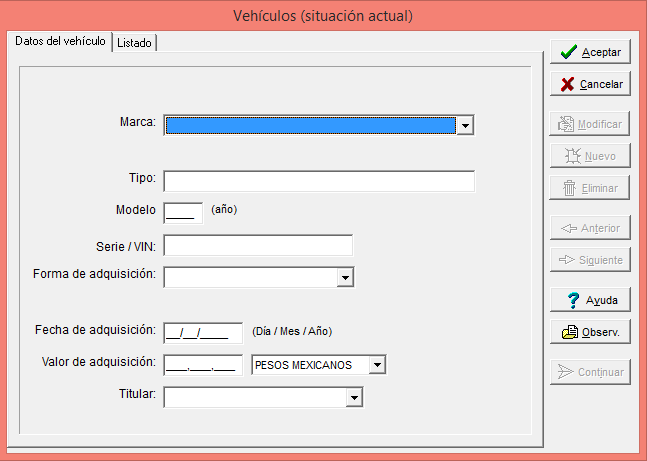 Vehículos (situación actual)
Datos del vehículo
Listado
Marca:
Tipo:
Modelo ____ (año)
Serie / VIN:
Forma de adquisición:
Fecha de adquisición: __/__/____ (Día / Mes / Año)
Valor de adquisición: ___,___,___ PESOS MEXICANOS
Titular:
Aceptar
Cancelar
Modificar
Nuevo
Eliminar
Anterior
Siguiente
? Ayuda
Observ.
Continuar